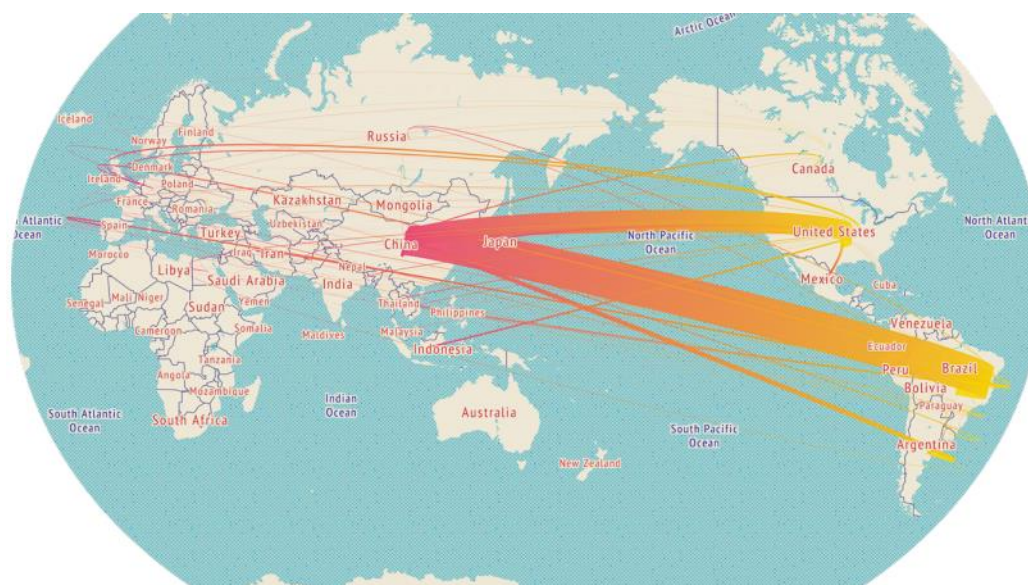 Arctic Ocean
Iceland
Norway
Finland
Russia
Denmark
Ireland
Poland
Canada
France
Romania
Kazakhstan
Mongolia
n Atlantic
Ocean
Spain
Turkey
Uzbekistan
China
Japan
North Pacific
Ocean
United States
North Atlantic
Ocean
Morocco
Libya
Iraq
Iran
Nepal
India
Saudi Arabia
Mexico
Cuba
Senegal
Mali
Niger
Sudan
Yemen
Thailand
Philippines
Cameroon
Somalia
Maldives
Malaysia
Indonesia
Venezuela
Ecuador
Tanzania
Angola
Mozambique
Peru
Brazil
Bolivia
South Atlantic
Ocean
South Africa
Indian
Ocean
Australia
South Pacific
Ocean
Paraguay
Argentina
New Zealand